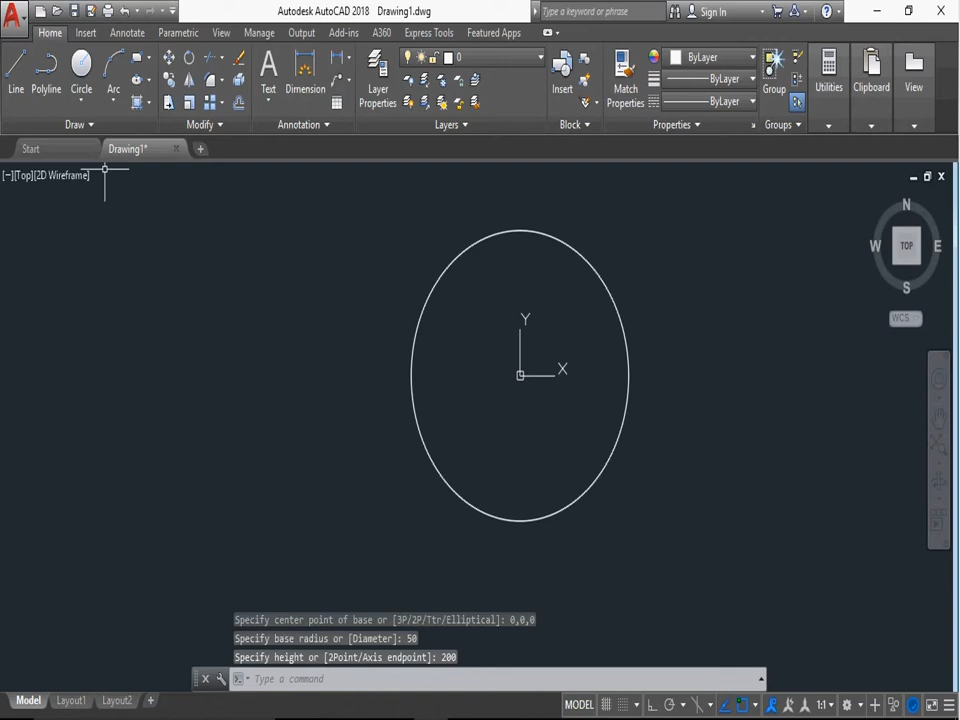 Autodesk AutoCAD 2018 Drawing1.dwg
Type a keyword or phrase
Sign In
Home Insert Annotate Parametric View Manage Output Add-ins A360 Express Tools Featured Apps
Line Polyline Circle Arc
Text Dimension
Layer Properties
0
Insert
Match Properties
ByLayer
ByLayer
ByLayer
Group Utilities Clipboard View
Draw Modify Annotation Layers Block Properties Groups
Start Drawing1*
[−][Top][2D Wireframe]
N
W TOP E
S
WCS
Y
X
Specify center point of base or [3P/2P/Ttr/Elliptical]: 0,0,0
Specify base radius or [Diameter]: 50
Specify height or [2Point/Axis endpoint]: 200
Type a command
Model Layout1 Layout2
MODEL 1:1